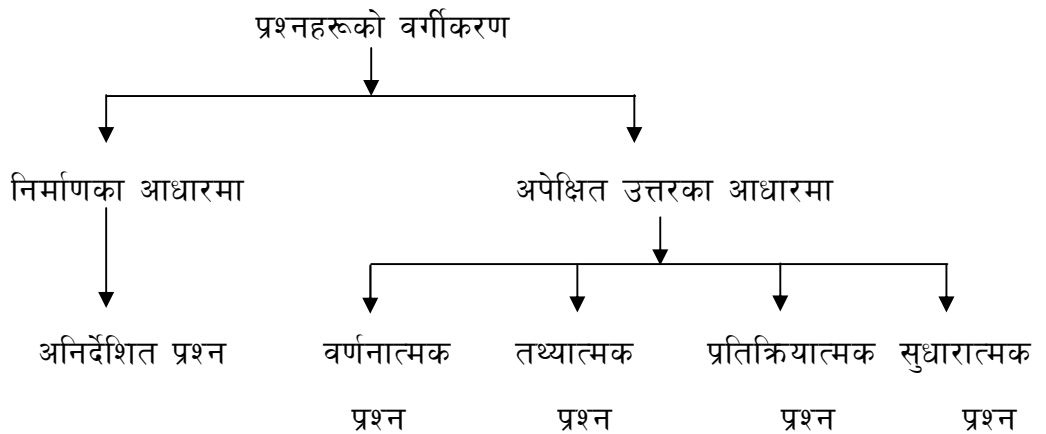 प्रश्नहरूको वर्गीकरण
निर्माणका आधारमा अपेक्षित उत्तरका आधारमा
अनिर्देशित प्रश्न वर्णनात्मक तथ्यात्मक प्रतिक्रियात्मक सुधारात्मक
प्रश्न प्रश्न प्रश्न प्रश्न